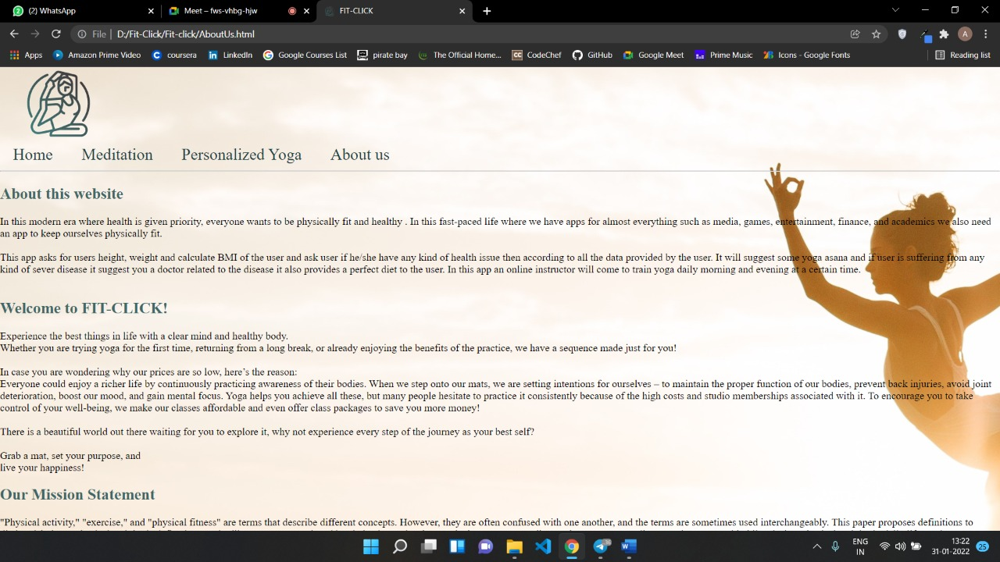 (2) WhatsApp
Meet – fws-vhbg-hjw
FIT-CLICK
File | D:/Fit-Click/Fit-click/AboutUs.html
A
Apps
Amazon Prime Video
coursera
LinkedIn
Google Courses List
pirate bay
The Official Home...
CC CodeChef
GitHub
Google Meet
Prime Music
Icons - Google Fonts
Reading list
Home
Meditation
Personalized Yoga
About us
About this website
In this modern era where health is given priority, everyone wants to be physically fit and healthy . In this fast-paced life where we have apps for almost everything such as media, games, entertainment, finance, and academics we also need
an app to keep ourselves physically fit.
This app asks for users height, weight and calculate BMI of the user and ask user if he/she have any kind of health issue then according to all the data provided by the user. It will suggest some yoga asana and if user is suffering from any
kind of sever disease it suggest you a doctor related to the disease it also provides a perfect diet to the user. In this app an online instructor will come to train yoga daily morning and evening at a certain time.
Welcome to FIT-CLICK!
Experience the best things in life with a clear mind and healthy body.
Whether you are trying yoga for the first time, returning from a long break, or already enjoying the benefits of the practice, we have a sequence made just for you!
In case you are wondering why our prices are so low, here’s the reason:
Everyone could enjoy a richer life by continuously practicing awareness of their bodies. When we step onto our mats, we are setting intentions for ourselves – to maintain the proper function of our bodies, prevent back injuries, avoid joint
deterioration, boost our mood, and gain mental focus. Yoga helps you achieve all these, but many people hesitate to practice it consistently because of the high costs and studio memberships associated with it. To encourage you to take
control of your well-being, we make our classes affordable and even offer class packages to save you more money!
There is a beautiful world out there waiting for you to explore it, why not experience every step of the journey as your best self?
Grab a mat, set your purpose, and
live your happiness!
Our Mission Statement
"Physical activity," "exercise," and "physical fitness" are terms that describe different concepts. However, they are often confused with one another, and the terms are sometimes used interchangeably. This paper proposes definitions to
ENG
IN
13:22
31-01-2022
25